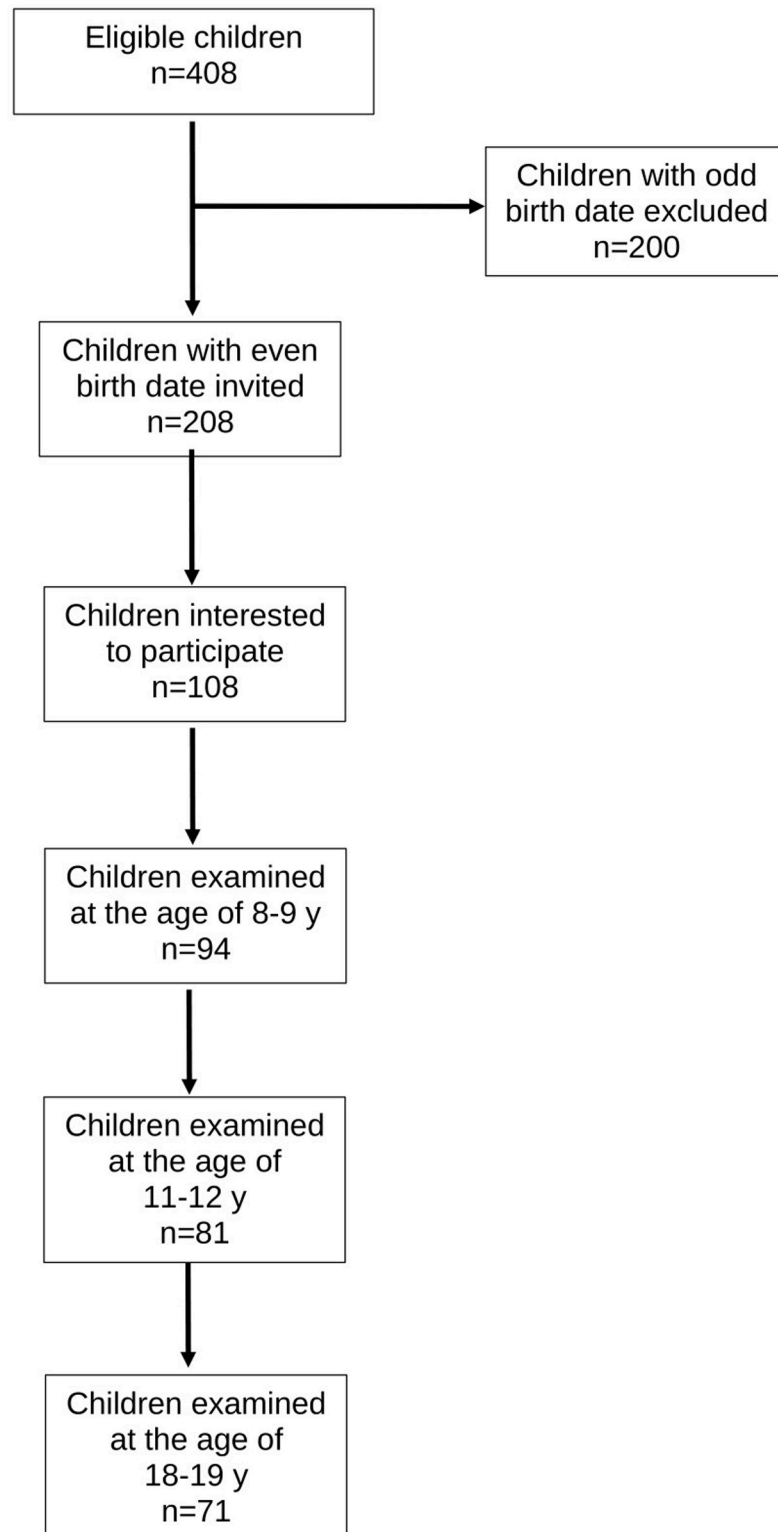 Eligible children
n=408
Children with odd
birth date excluded
n=200
Children with even
birth date invited
n=208
Children interested
to participate
n=108
Children examined
at the age of 8-9 y
n=94
Children examined
at the age of
11-12 y
n=81
Children examined
at the age of
18-19 y
n=71